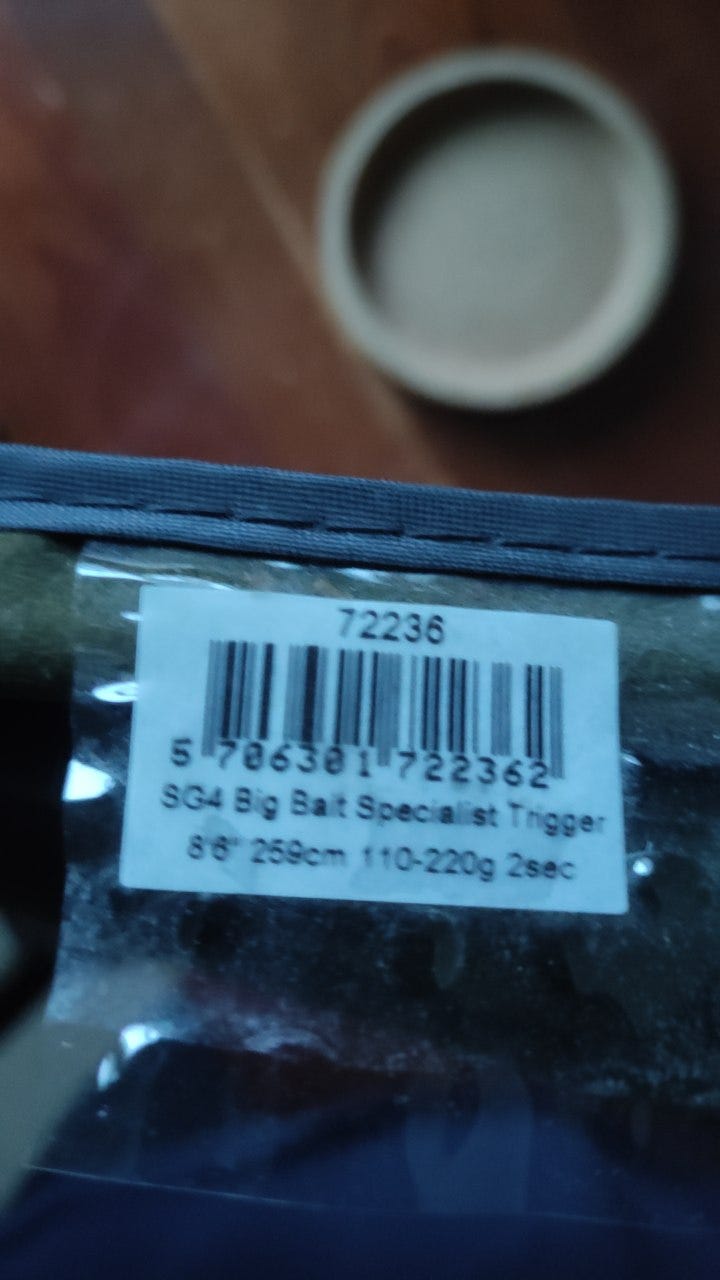 72236
5 706301 722362
SG4 Big Bait Specialist Trigger
8'6" 259cm 110-220g 2sec